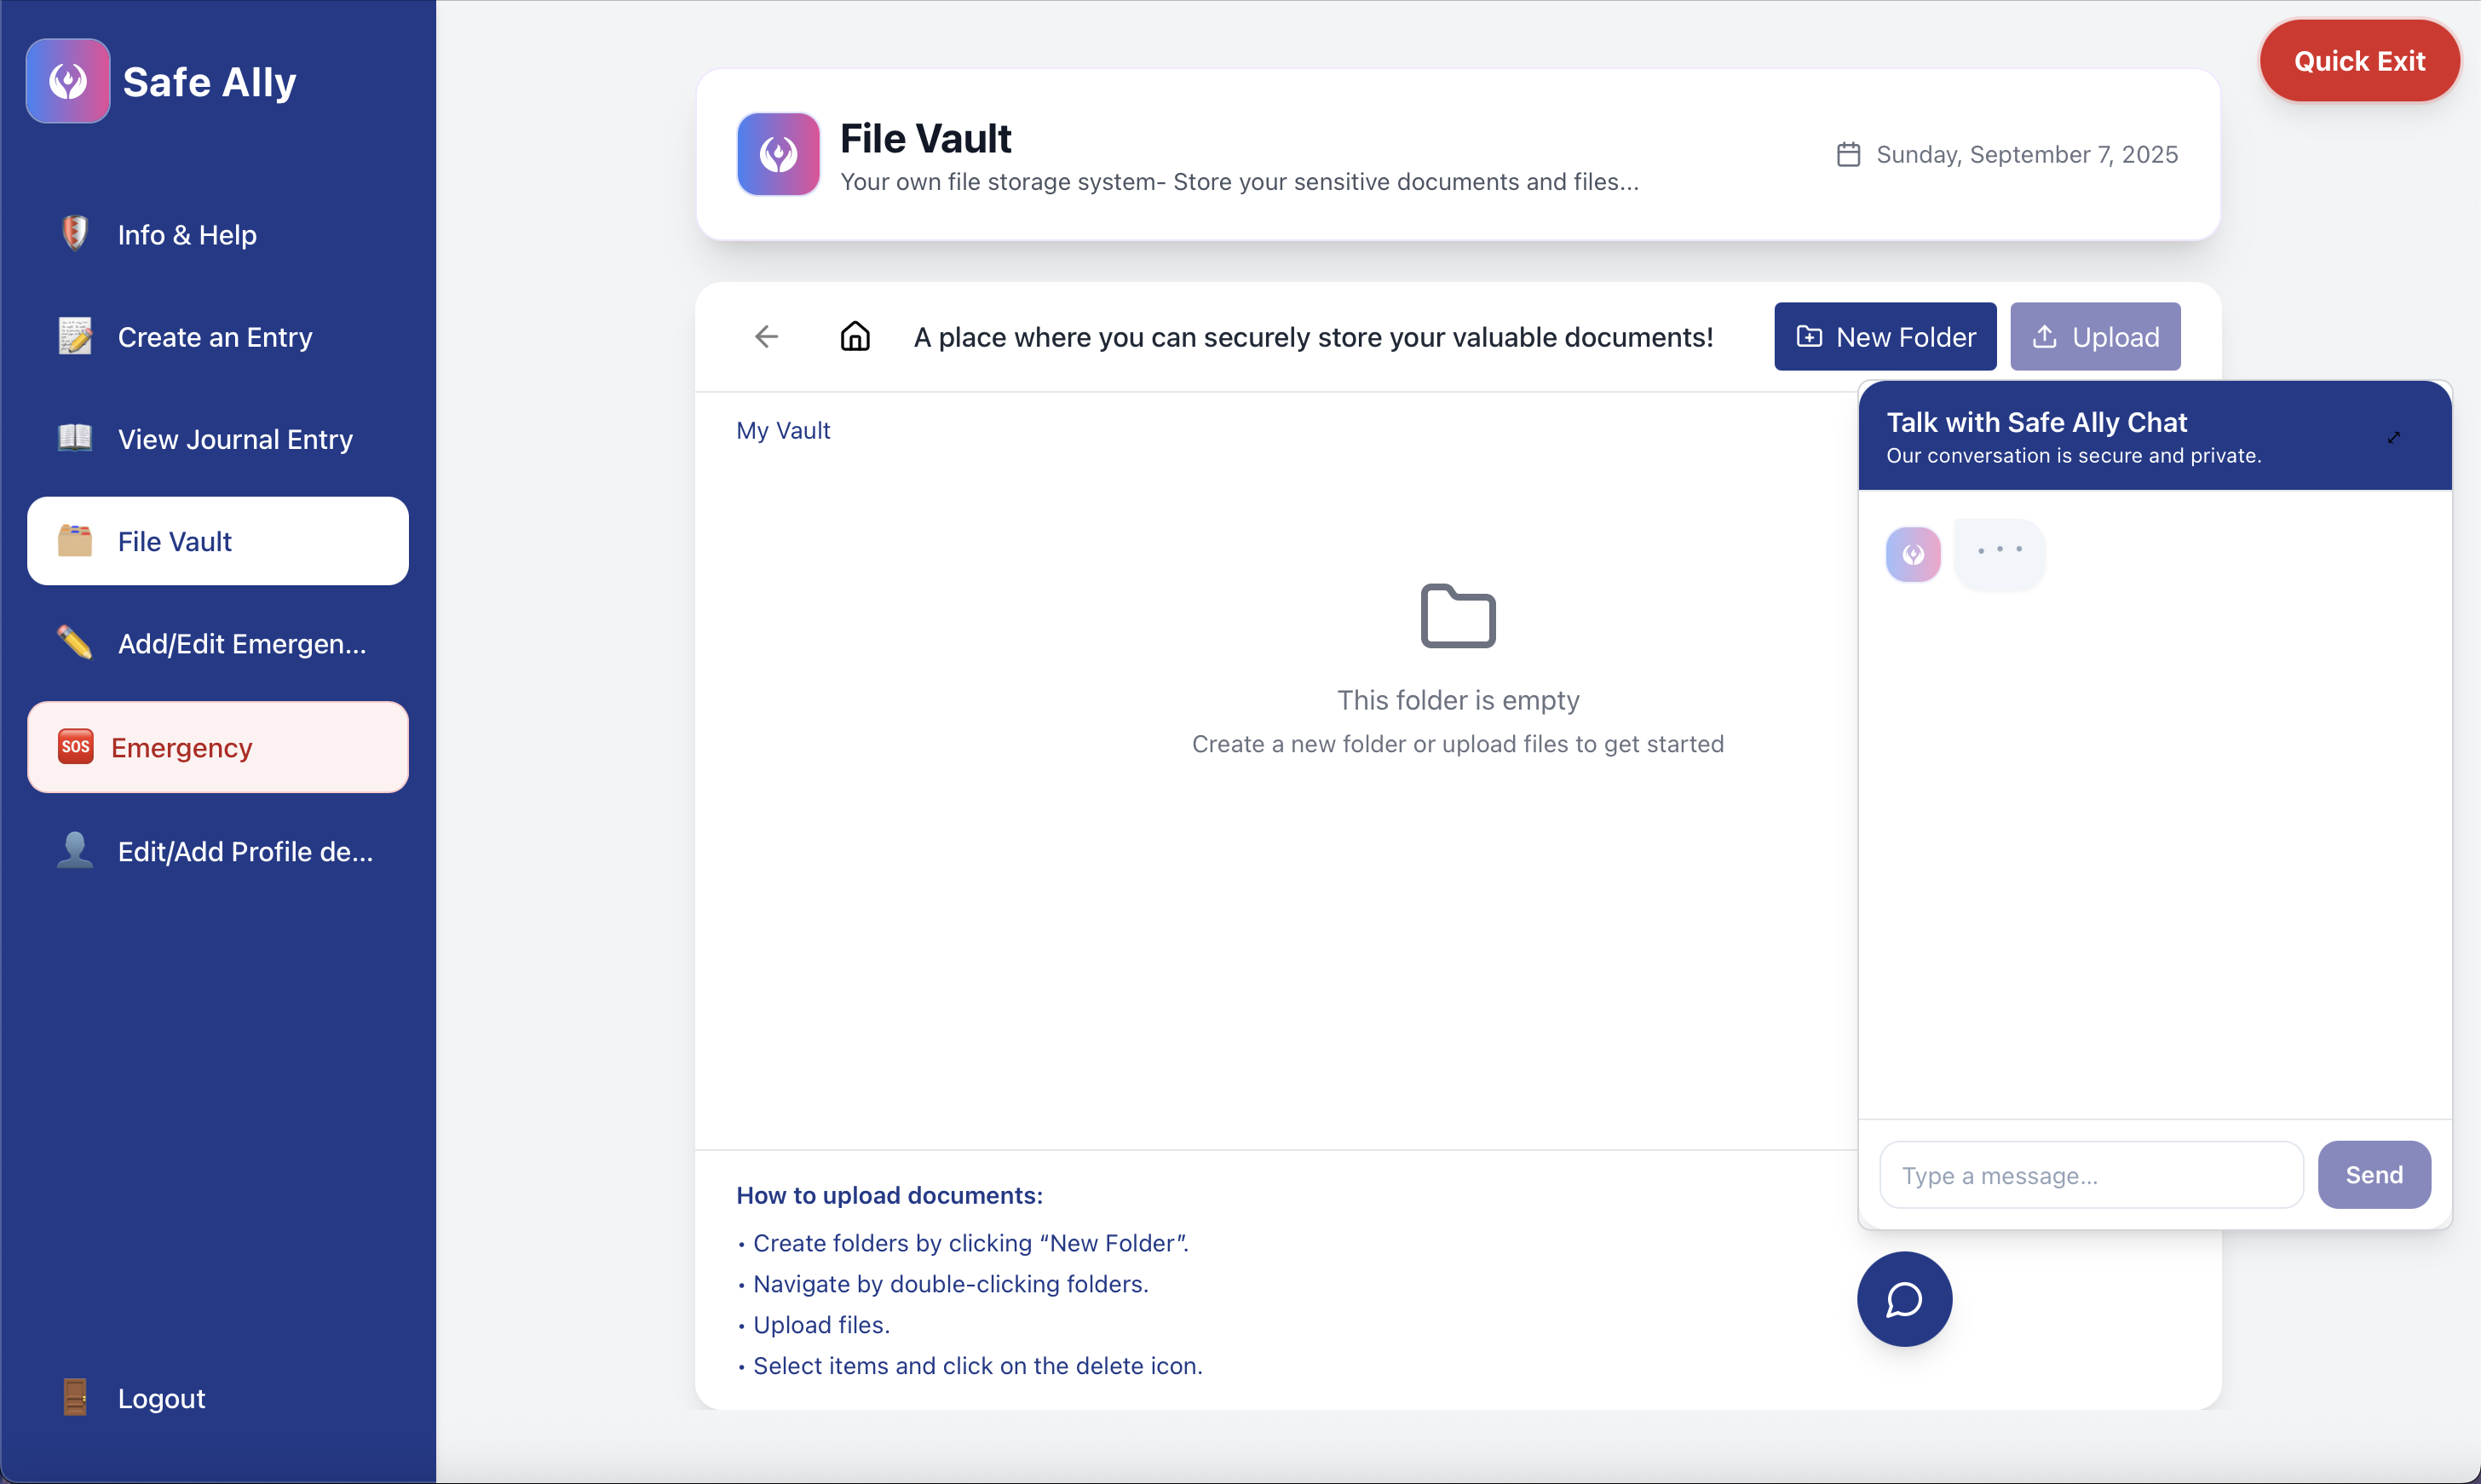 Safe Ally
Info & Help
Create an Entry
View Journal Entry
File Vault
Add/Edit Emergen...
SOS Emergency
Edit/Add Profile de...
Logout
Quick Exit
File Vault
Your own file storage system- Store your sensitive documents and files...
Sunday, September 7, 2025
A place where you can securely store your valuable documents!
New Folder
Upload
My Vault
This folder is empty
Create a new folder or upload files to get started
How to upload documents:
• Create folders by clicking “New Folder”.
• Navigate by double-clicking folders.
• Upload files.
• Select items and click on the delete icon.
Talk with Safe Ally Chat
Our conversation is secure and private.
Type a message...
Send